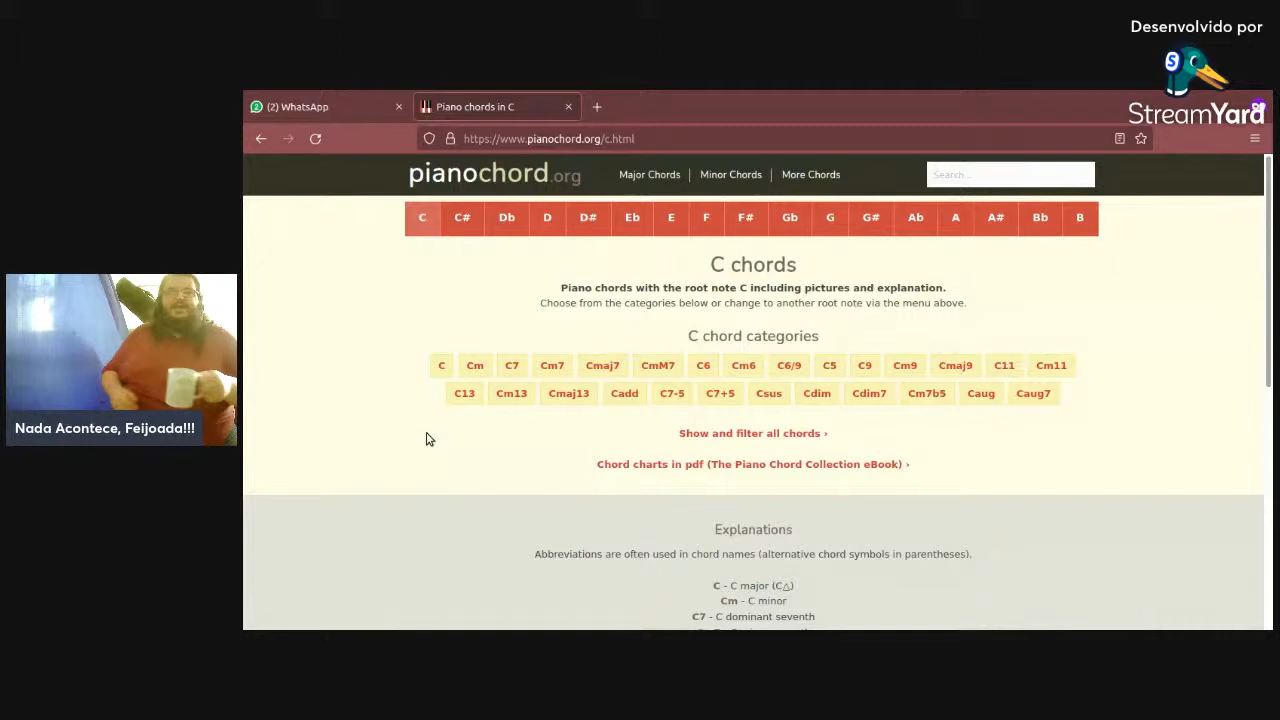 Desenvolvido por
StreamYard
(2) WhatsApp
Piano chords in C
https://www.pianochord.org/c.html
pianochord.org
Major Chords
Minor Chords
More Chords
Search...
C C# Db D D# Eb E F F# Gb G G# Ab A A# Bb B
C chords
Piano chords with the root note C including pictures and explanation.
Choose from the categories below or change to another root note via the menu above.
C chord categories
C Cm C7 Cm7 Cmaj7 CmM7 C6 Cm6 C6/9 C5 C9 Cm9 Cmaj9 C11 Cm11
C13 Cm13 Cmaj13 Cadd C7-5 C7+5 Csus Cdim Cdim7 Cm7b5 Caug Caug7
Show and filter all chords ›
Chord charts in pdf (The Piano Chord Collection eBook) ›
Nada Acontece, Feijoada!!!
Explanations
Abbreviations are often used in chord names (alternative chord symbols in parentheses).
C - C major (C△)
Cm - C minor
C7 - C dominant seventh